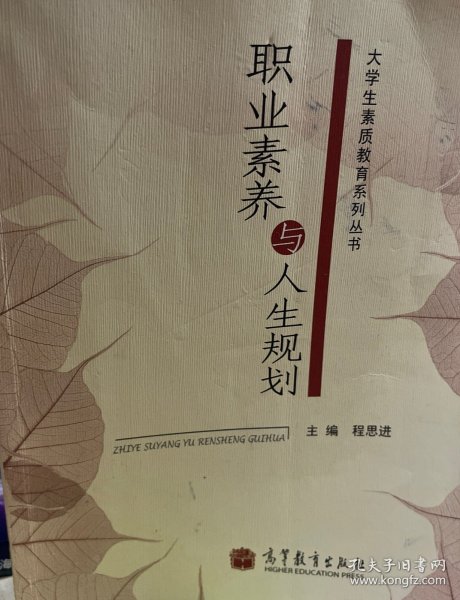 大学生素质教育系列丛书
职业素养与人生规划
主编 程思进
ZHIYE SUYANG YU RENSHENG GUIHUA
高等教育出版社
HIGHER EDUCATION PRESS
孔夫子旧书网
www.kongfz.com